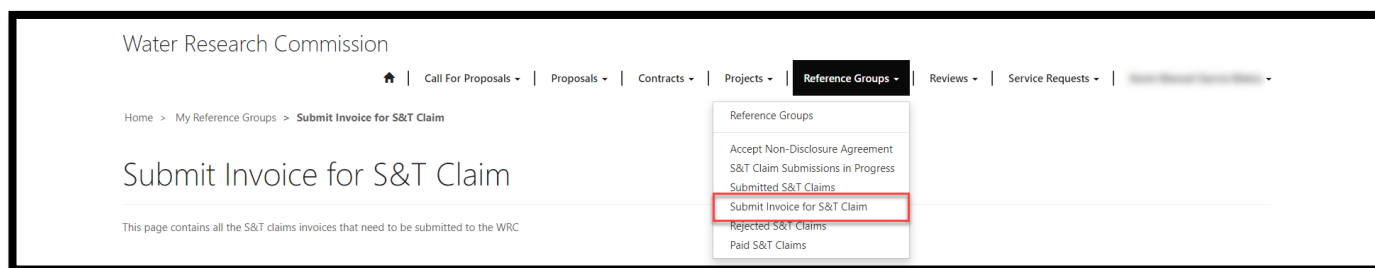 Water Research Commission
Call For Proposals
Proposals
Contracts
Projects
Reference Groups
Reviews
Service Requests
Home > My Reference Groups > Submit Invoice for S&T Claim
Submit Invoice for S&T Claim
This page contains all the S&T claims invoices that need to be submitted to the WRC
Reference Groups
Accept Non-Disclosure Agreement
S&T Claim Submissions in Progress
Submitted S&T Claims
Submit Invoice for S&T Claim
Rejected S&T Claims
Paid S&T Claims